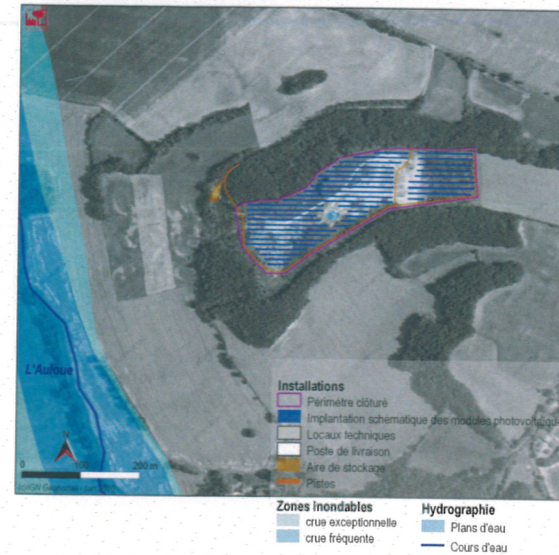 L'Auloue
N
0 100 200 m
Installations
Périmètre clôturé
Implantation schématique des modules photovoltaïques
Locaux techniques
Poste de livraison
Aire de stockage
Pistes
Zones inondables
crue exceptionnelle
crue fréquente
Hydrographie
Plans d'eau
Cours d'eau